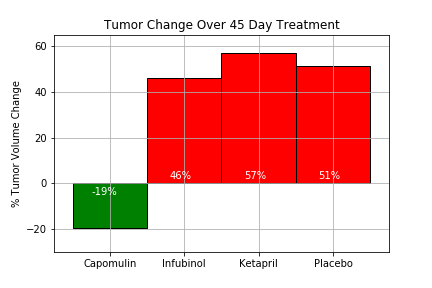 Tumor Change Over 45 Day Treatment
% Tumor Volume Change
60
40
20
0
−20
-19%
46%
57%
51%
Capomulin
Infubinol
Ketapril
Placebo